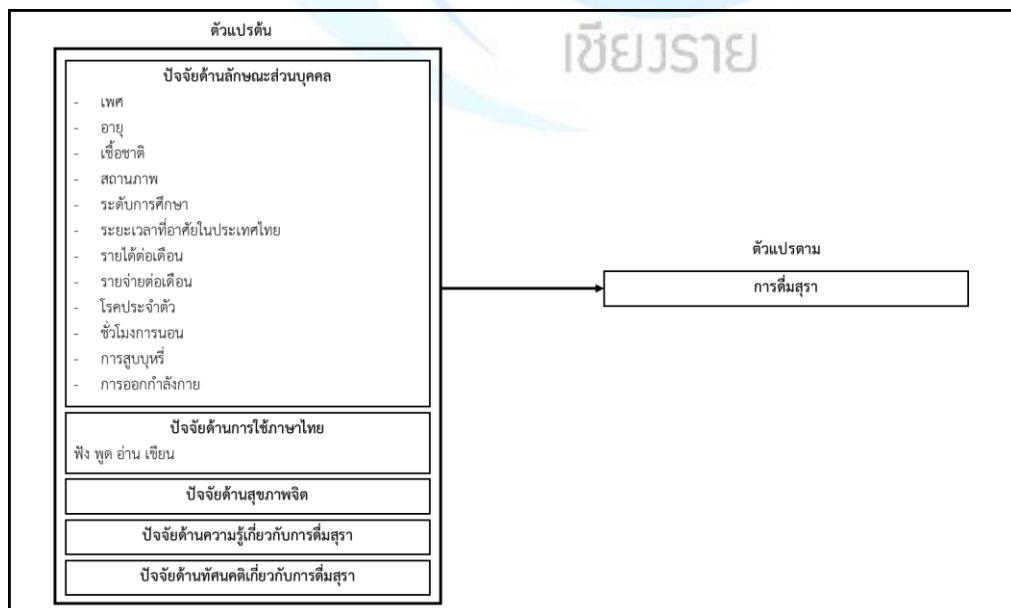 เชียงราย
ตัวแปรต้น
ปัจจัยด้านลักษณะส่วนบุคคล
- เพศ
- อายุ
- เชื้อชาติ
- สถานภาพ
- ระดับการศึกษา
- ระยะเวลาที่อาศัยในประเทศไทย
- รายได้ต่อเดือน
- รายจ่ายต่อเดือน
- โรคประจำตัว
- ชั่วโมงการนอน
- การสูบบุหรี่
- การออกกำลังกาย
ปัจจัยด้านการใช้ภาษาไทย
ฟัง พูด อ่าน เขียน
ปัจจัยด้านสุขภาพจิต
ปัจจัยด้านความรู้เกี่ยวกับการดื่มสุรา
ปัจจัยด้านทัศนคติเกี่ยวกับการดื่มสุรา
ตัวแปรตาม
การดื่มสุรา